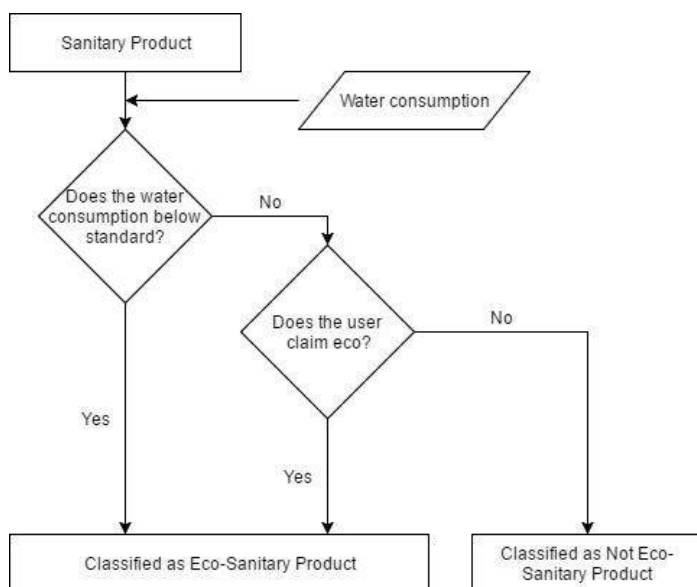 Sanitary Product
Water consumption
Does the water
consumption below
standard?
No
Does the user
claim eco?
No
Yes
Yes
Classified as Eco-Sanitary Product
Classified as Not Eco-
Sanitary Product